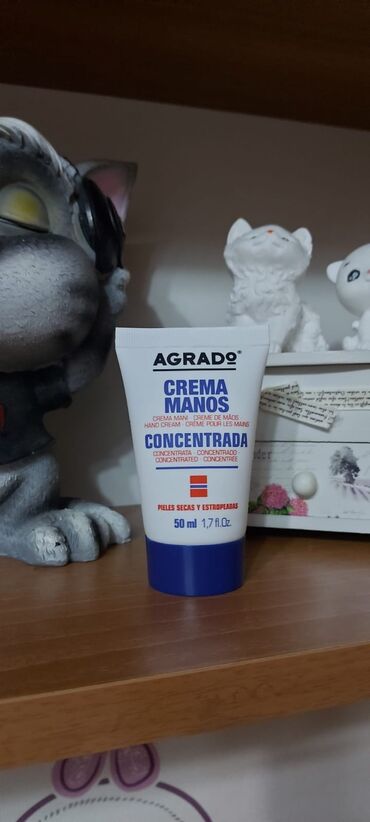 AGRADO®
CREMA
MANOS
CREMA MANI - CREME DE MÃOS
HAND CREAM - CRÈME POUR LES MAINS
CONCENTRADA
CONCENTRATA - CONCENTRADO
CONCENTRATED - CONCENTRÉE
PIELES SECAS Y ESTROPEADAS
50 ml 1,7 fl.Oz.